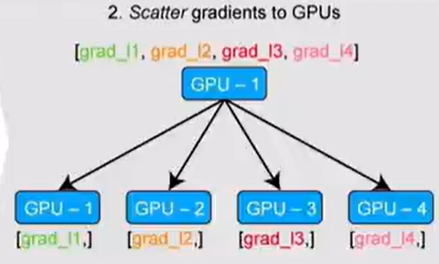 2. Scatter gradients to GPUs
[grad_l1, grad_l2, grad_l3, grad_l4]
GPU – 1
GPU – 1 GPU – 2 GPU – 3 GPU – 4
[grad_l1,] [grad_l2,] [grad_l3,] [grad_l4,]